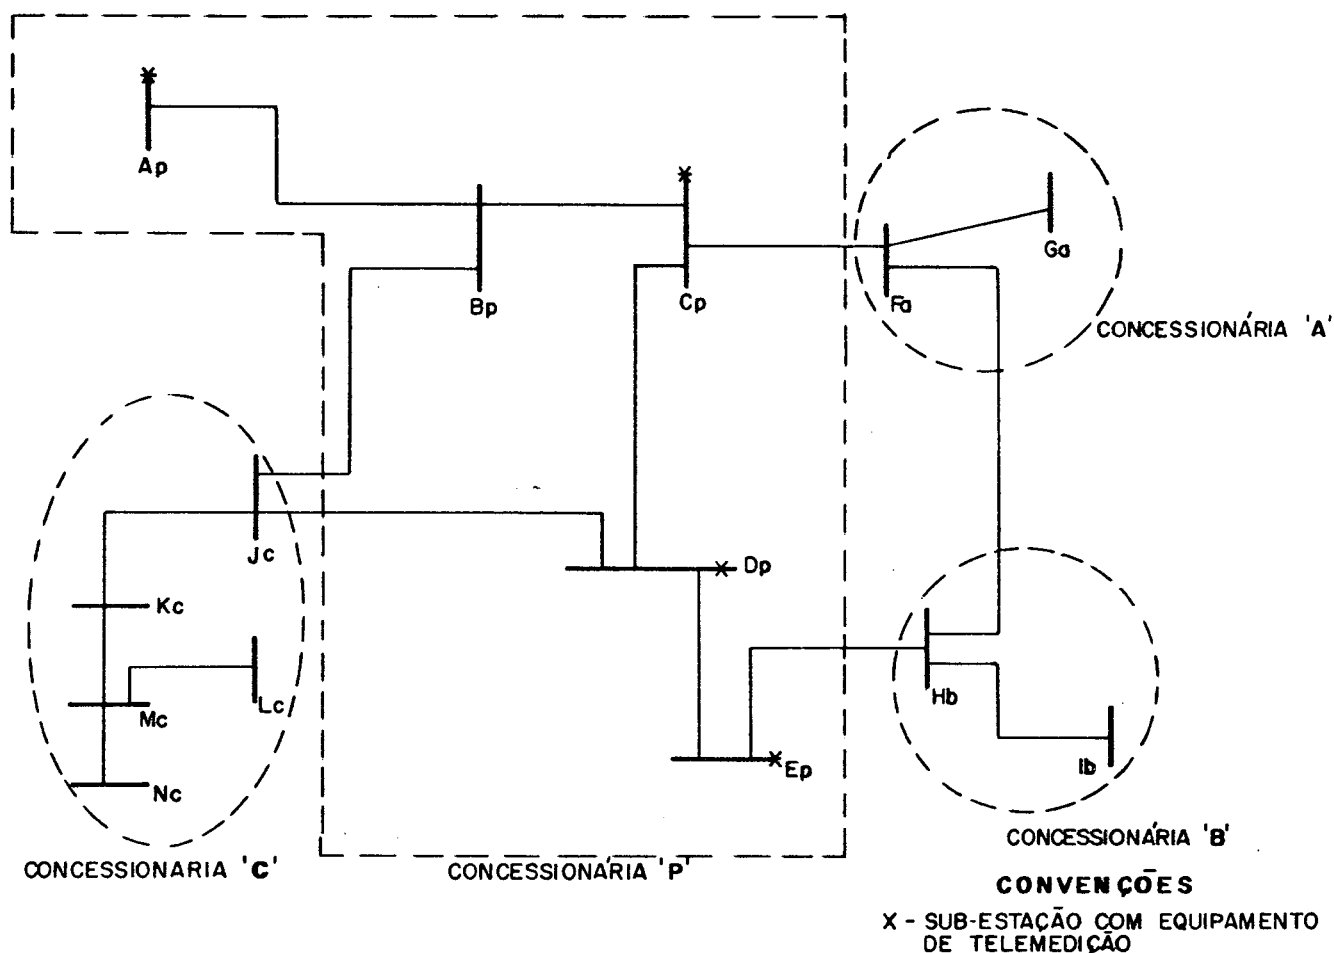 Ap
Bp
Cp
Fa
Ga
CONCESSIONÁRIA 'A'
Jc
Kc
Mc
Lc
Nc
Dp
Ep
Hb
Ib
CONCESSIONARIA 'C'
CONCESSIONÁRIA 'P'
CONCESSIONÁRIA 'B'
CONVENÇÕES
X - SUB-ESTAÇÃO COM EQUIPAMENTO
DE TELEMEDIÇÃO